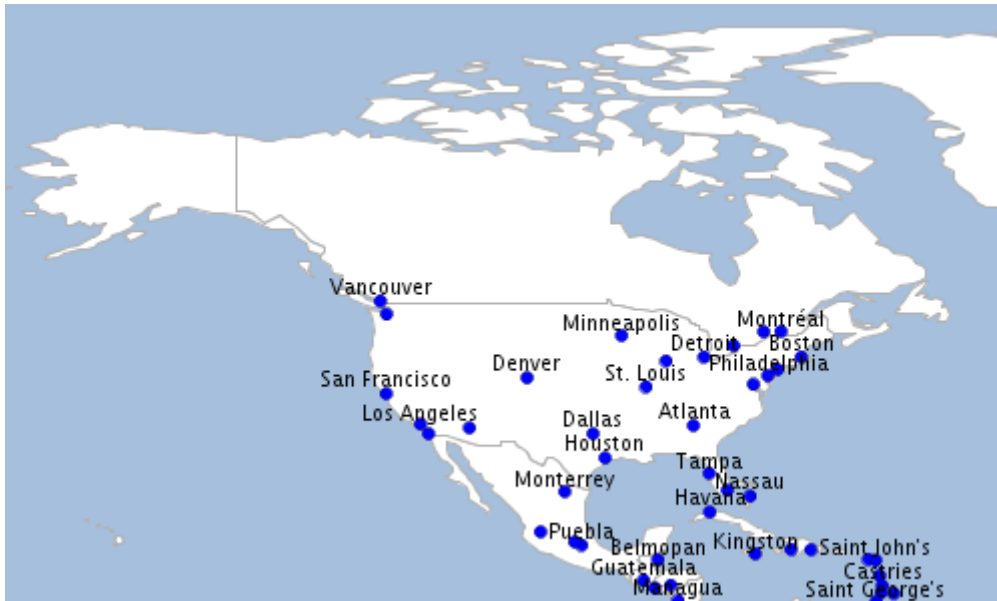 Vancouver
Minneapolis
Montréal
Detroit
Boston
Denver
St. Louis
Philadelphia
San Francisco
Los Angeles
Dallas
Atlanta
Houston
Tampa
Monterrey
Nassau
Havana
Puebla
Kingston
Belmopan
Saint John's
Guatemala
Castries
Managua
Saint George's